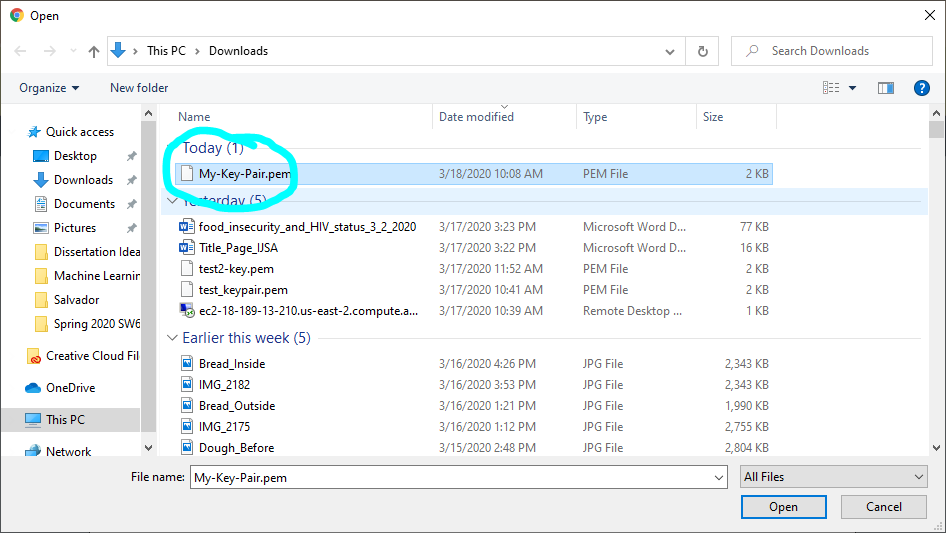 Open
This PC > Downloads
Search Downloads
Organize
New folder
Quick access
Desktop
Downloads
Documents
Pictures
Dissertation Idea
Machine Learnin
Salvador
Spring 2020 SW6
Creative Cloud Fil
OneDrive
This PC
Network
Name Date modified Type Size
Today (1)
My-Key-Pair.pem 3/18/2020 10:08 AM PEM File 2 KB
Yesterday (5)
food_insecurity_and_HIV_status_3_2_2020 3/17/2020 3:23 PM Microsoft Word D... 77 KB
Title_Page_IJSA 3/17/2020 3:22 PM Microsoft Word D... 16 KB
test2-key.pem 3/17/2020 11:52 AM PEM File 2 KB
test_keypair.pem 3/17/2020 10:41 AM PEM File 2 KB
ec2-18-189-13-210.us-east-2.compute.a... 3/17/2020 10:39 AM Remote Desktop ... 1 KB
Earlier this week (5)
Bread_Inside 3/16/2020 4:26 PM JPG File 2,343 KB
IMG_2182 3/16/2020 3:53 PM JPG File 2,343 KB
Bread_Outside 3/16/2020 1:21 PM JPG File 1,990 KB
IMG_2175 3/16/2020 1:12 PM JPG File 2,755 KB
Dough_Before 3/15/2020 2:48 PM JPG File 2,804 KB
File name: My-Key-Pair.pem All Files
Open Cancel